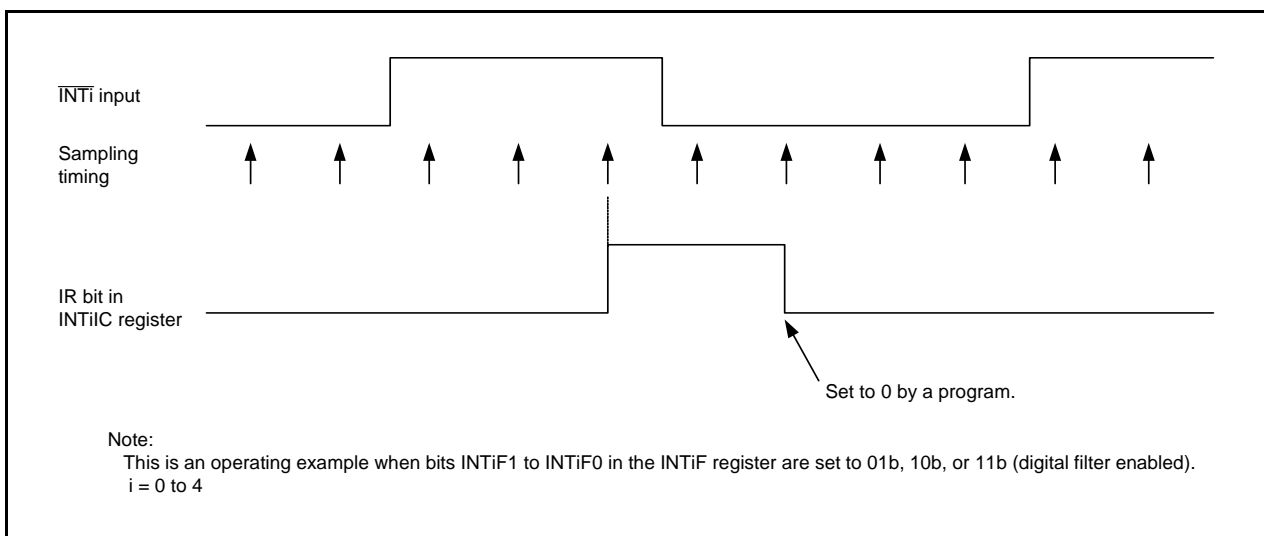 INTi input
Sampling
timing
IR bit in
INTiIC register
Set to 0 by a program.
Note:
This is an operating example when bits INTiF1 to INTiF0 in the INTiF register are set to 01b, 10b, or 11b (digital filter enabled).
i = 0 to 4